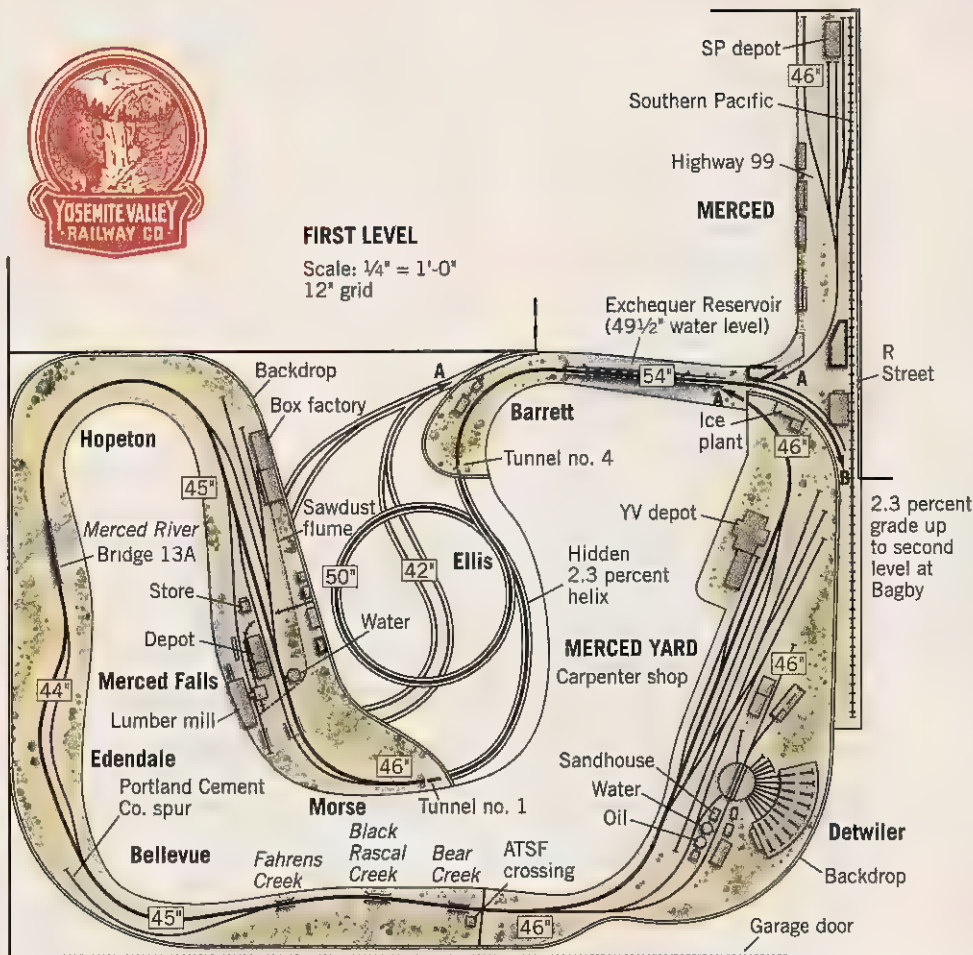 YOSEMITE VALLEY
RAILWAY CO.
FIRST LEVEL
Scale: ¼" = 1'-0"
12" grid
SP depot
46"
Southern Pacific
Highway 99
MERCED
Exchequer Reservoir
(49½" water level)
R
Street
Backdrop
Box factory
A
54"
A
A
Barrett
Ice
plant
46"
B
Hopeton
Tunnel no. 4
45"
Sawdust
flume
YV depot
2.3 percent
grade up
to second
level at
Bagby
Merced River
Bridge 13A
50"
42"
Ellis
Hidden
2.3 percent
helix
Store
Water
Depot
MERCED YARD
Carpenter shop
46"
Merced Falls
44"
Lumber mill
Edendale
46"
Sandhouse
Portland Cement
Co. spur
Morse
Tunnel no. 1
Water
Oil
Detwiler
Bellevue
Fahrens
Creek
Black
Rascal
Creek
Bear
Creek
ATSF
crossing
Backdrop
45"
46"
Garage door